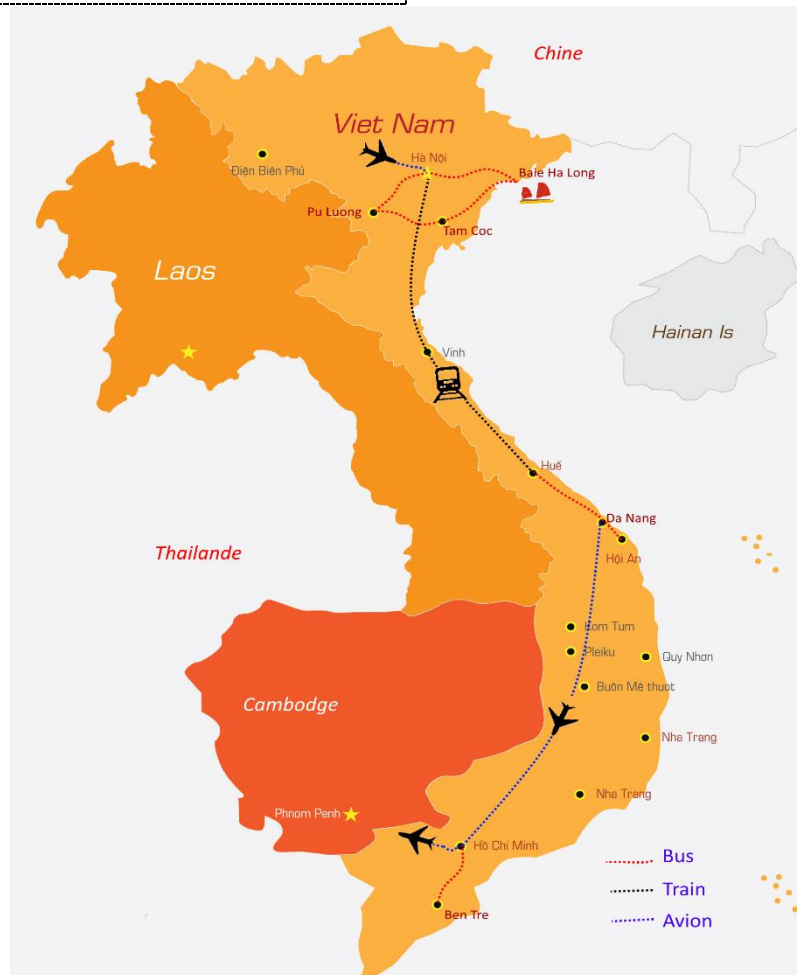 Chine
Viet Nam
Hà Nội
Điện Biên Phủ
Baie Ha Long
Pu Luong
Tam Coc
Laos
Hainan Is
Vinh
Huế
Da Nang
Thailande
Hội An
Kom Tum
Pleiku
Quy Nhơn
Buôn Mê thuot
Cambodge
Nha Trang
Nha Trang
Phnom Penh
Hồ Chí Minh
Bus
Train
Ben Tre
Avion